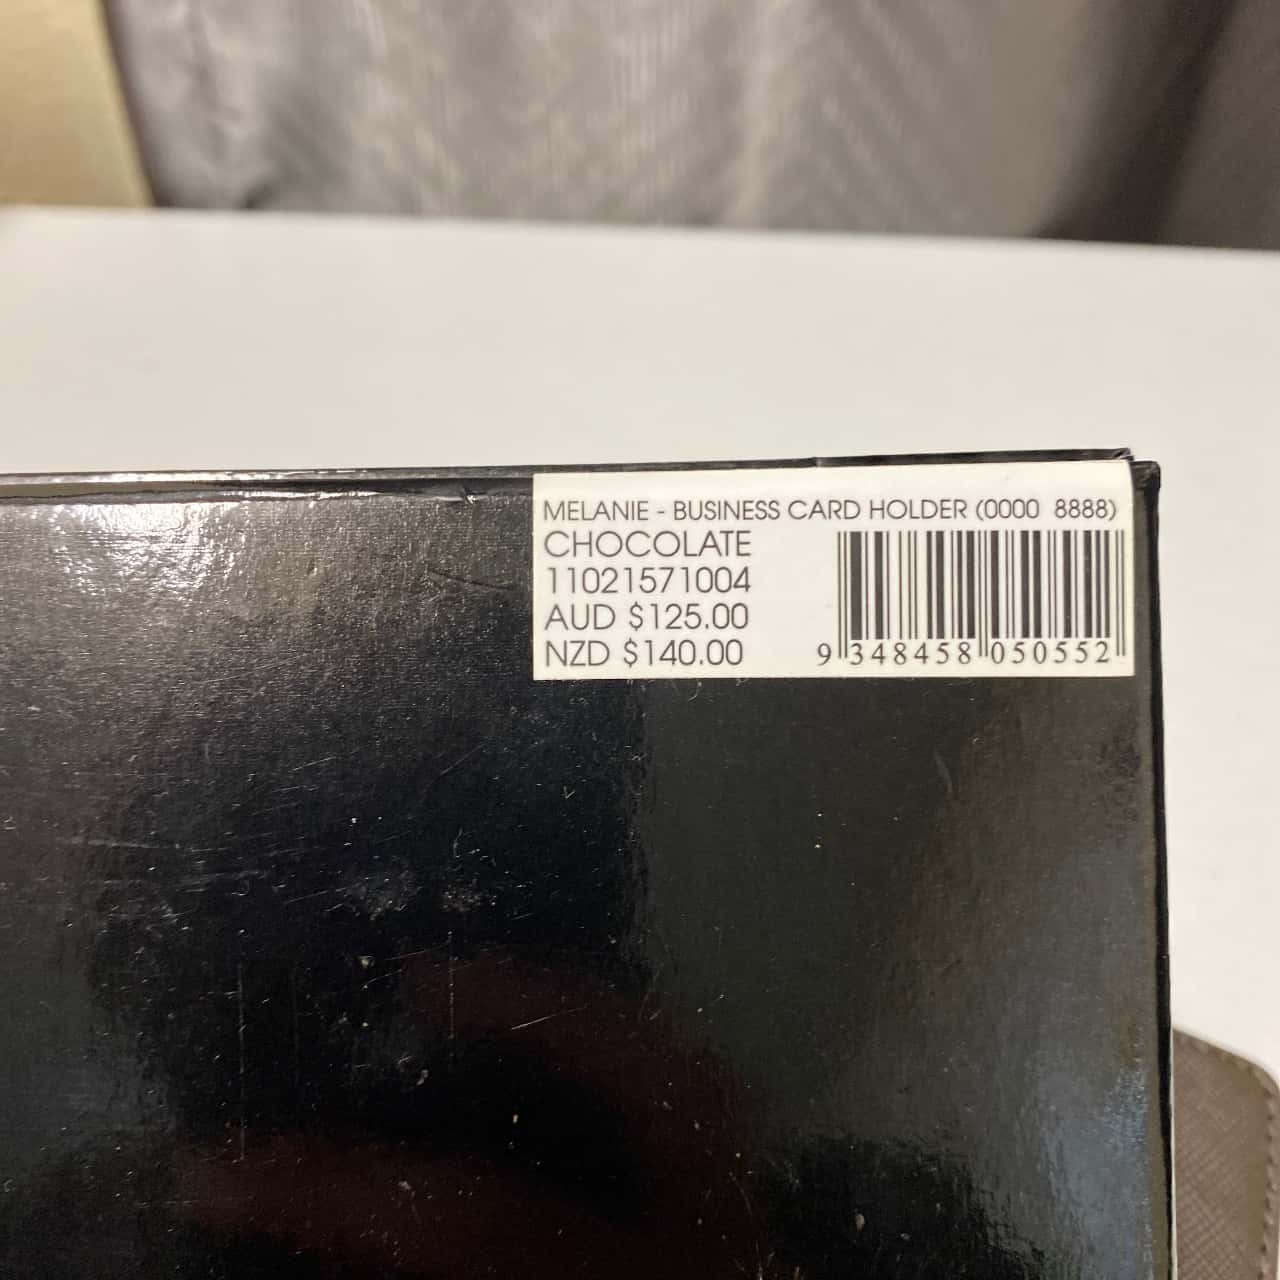 MELANIE - BUSINESS CARD HOLDER (0000 8888)
CHOCOLATE
11021571004
AUD $125.00
NZD $140.00
9 348458 050552